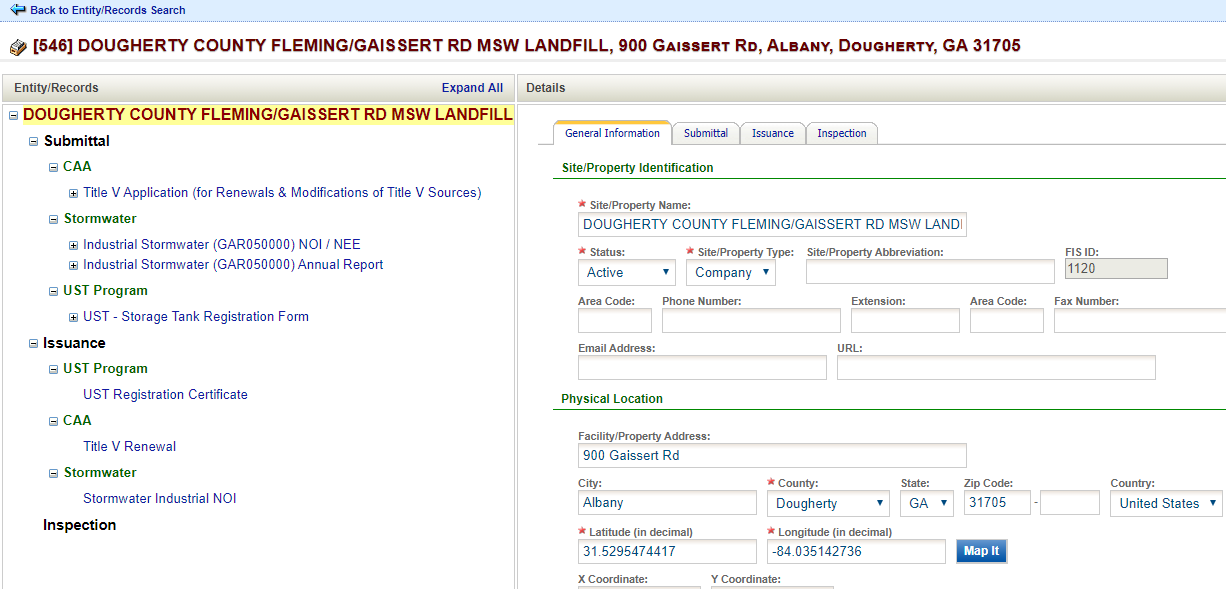 Back to Entity/Records Search
[546] DOUGHERTY COUNTY FLEMING/GAISSERT RD MSW LANDFILL, 900 GAISSERT RD, ALBANY, DOUGHERTY, GA 31705
Entity/Records Expand All
DOUGHERTY COUNTY FLEMING/GAISSERT RD MSW LANDFILL
Submittal
CAA
Title V Application (for Renewals & Modifications of Title V Sources)
Stormwater
Industrial Stormwater (GAR050000) NOI / NEE
Industrial Stormwater (GAR050000) Annual Report
UST Program
UST - Storage Tank Registration Form
Issuance
UST Program
UST Registration Certificate
CAA
Title V Renewal
Stormwater
Stormwater Industrial NOI
Inspection
Details
General Information Submittal Issuance Inspection
Site/Property Identification
* Site/Property Name:
DOUGHERTY COUNTY FLEMING/GAISSERT RD MSW LANDI
* Status: * Site/Property Type: Site/Property Abbreviation: FIS ID:
Active Company 1120
Area Code: Phone Number: Extension: Area Code: Fax Number:
Email Address: URL:
Physical Location
Facility/Property Address:
900 Gaissert Rd
City: * County: State: Zip Code: Country:
Albany Dougherty GA 31705 - United States
* Latitude (in decimal) * Longitude (in decimal)
31.5295474417 -84.035142736 Map It
X Coordinate: Y Coordinate: